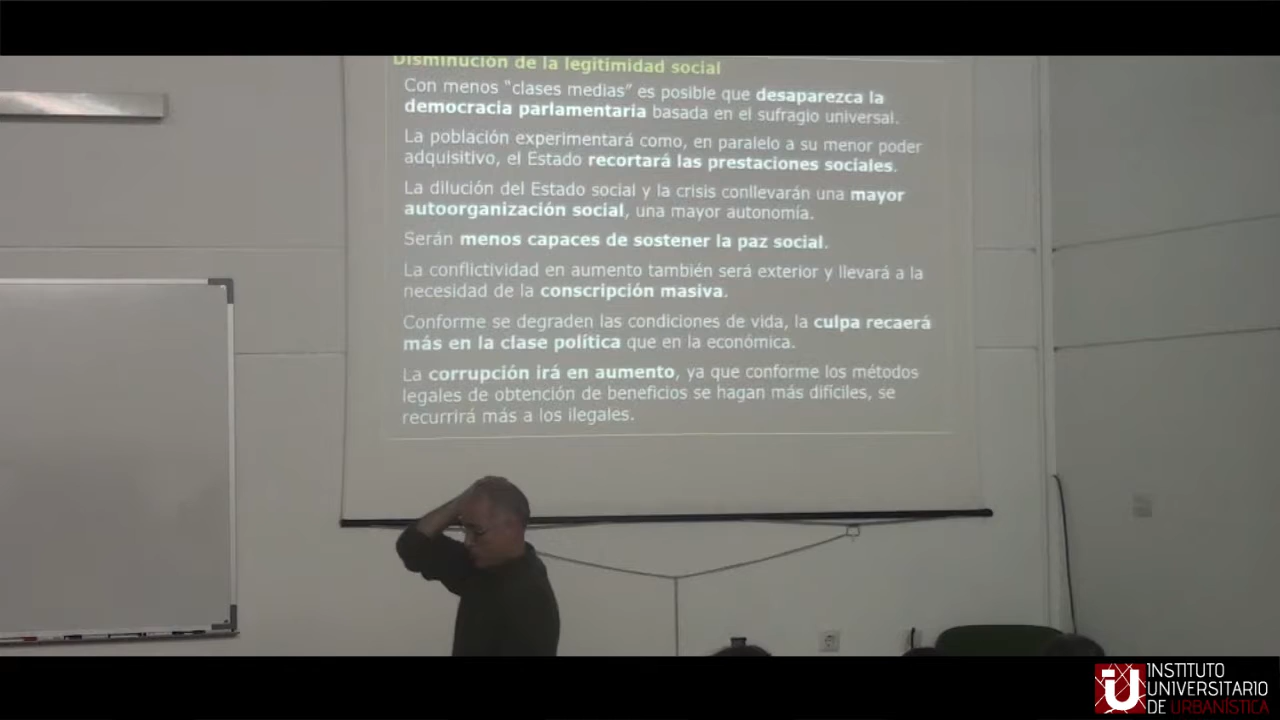 Disminución de la legitimidad social
Con menos “clases medias” es posible que desaparezca la
democracia parlamentaria basada en el sufragio universal.
La población experimentará como, en paralelo a su menor poder
adquisitivo, el Estado recortará las prestaciones sociales.
La dilución del Estado social y la crisis conllevarán una mayor
autoorganización social, una mayor autonomía.
Serán menos capaces de sostener la paz social.
La conflictividad en aumento también será exterior y llevará a la
necesidad de la conscripción masiva.
Conforme se degraden las condiciones de vida, la culpa recaerá
más en la clase política que en la económica.
La corrupción irá en aumento, ya que conforme los métodos
legales de obtención de beneficios se hagan más difíciles, se
recurrirá más a los ilegales.
INSTITUTO
UNIVERSITARIO
DE URBANÍSTICA